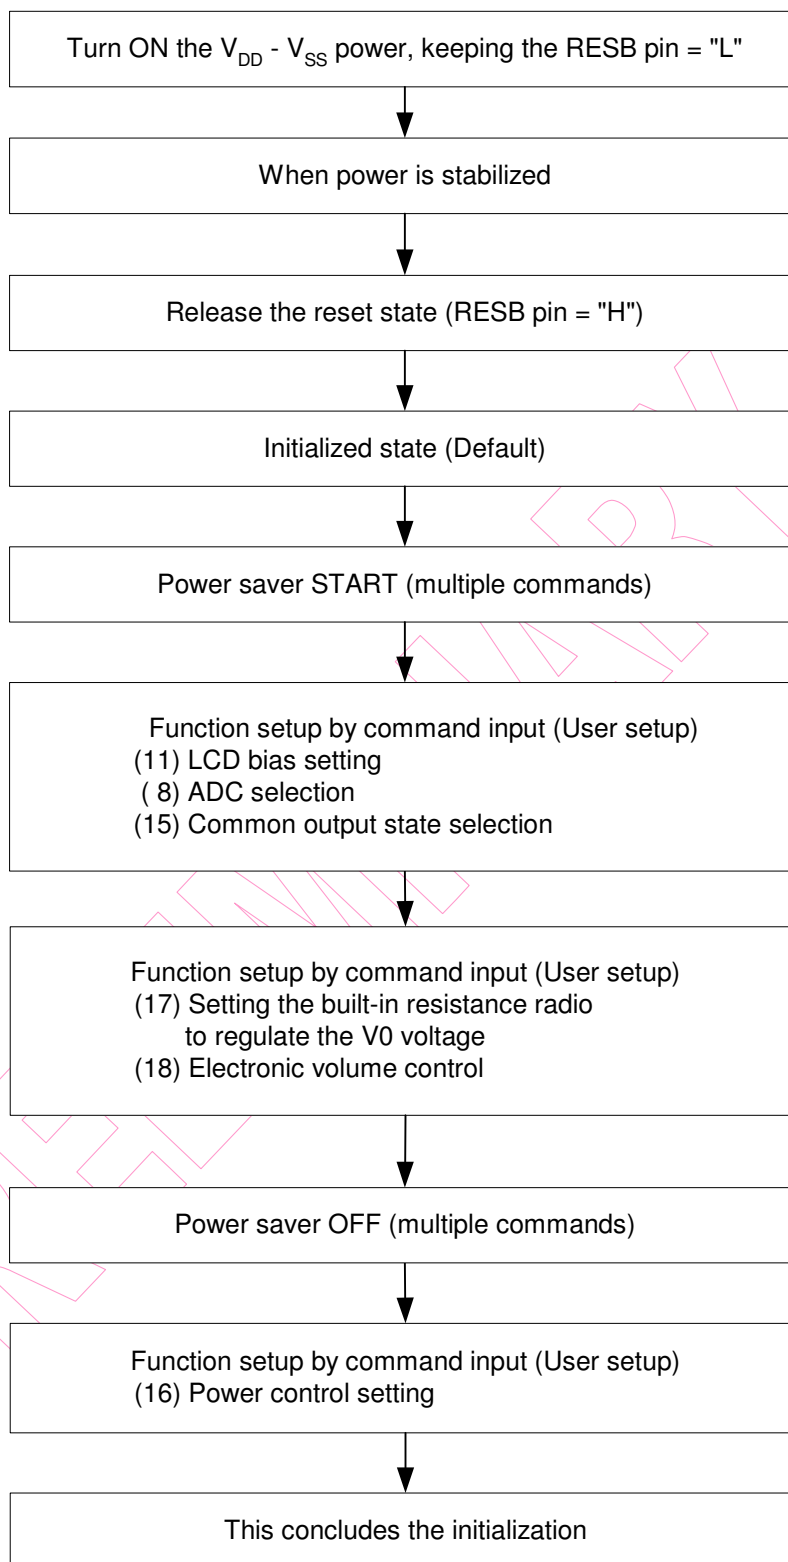 Turn ON the VDD - VSS power, keeping the RESB pin = "L"
When power is stabilized
Release the reset state (RESB pin = "H")
Initialized state (Default)
Power saver START (multiple commands)
Function setup by command input (User setup)
(11) LCD bias setting
( 8) ADC selection
(15) Common output state selection
Function setup by command input (User setup)
(17) Setting the built-in resistance radio
to regulate the V0 voltage
(18) Electronic volume control
Power saver OFF (multiple commands)
Function setup by command input (User setup)
(16) Power control setting
This concludes the initialization